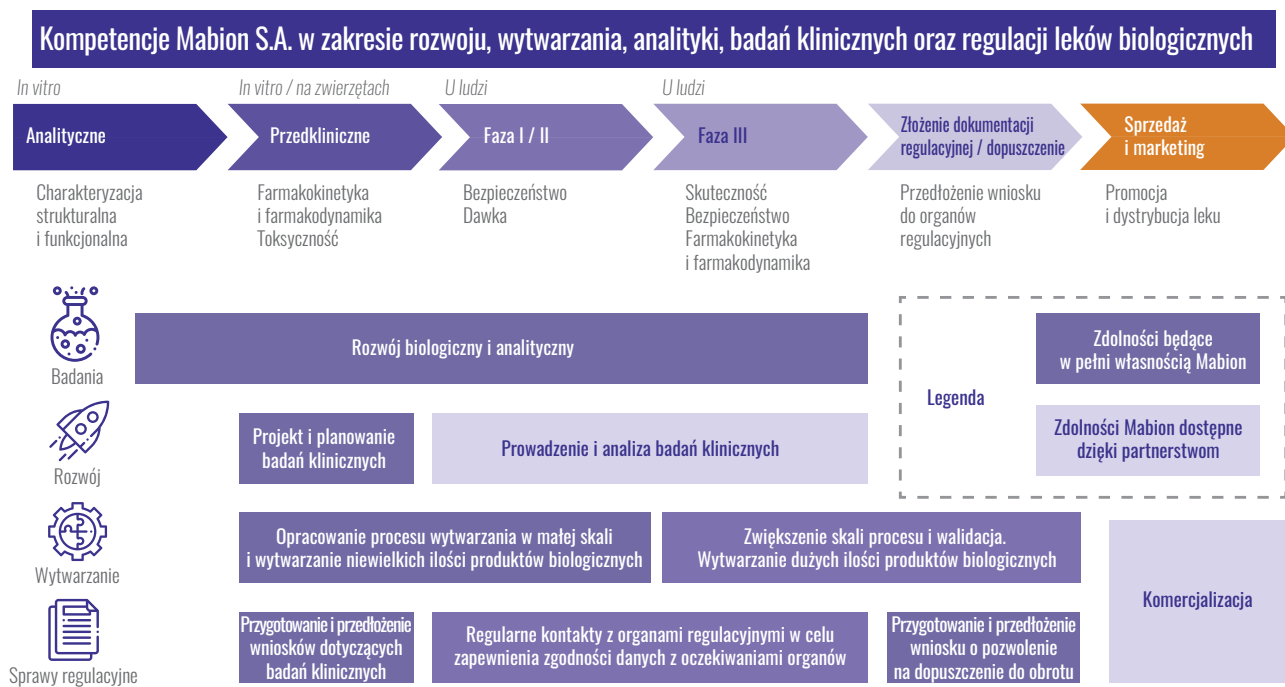 Kompetencje Mabion S.A. w zakresie rozwoju, wytwarzania, analityki, badań klinicznych oraz regulacji leków biologicznych
In vitro
In vitro / na zwierzętach
U ludzi
U ludzi
Analityczne
Przedkliniczne
Faza I / II
Faza III
Złożenie dokumentacji
regulacyjnej / dopuszczenie
Sprzedaż
i marketing
Charakteryzacja
strukturalna
i funkcjonalna
Farmakokinetyka
i farmakodynamika
Toksyczność
Bezpieczeństwo
Dawka
Skuteczność
Bezpieczeństwo
Farmakokinetyka
i farmakodynamika
Przedłożenie wniosku
do organów
regulacyjnych
Promocja
i dystrybucja leku
Badania
Rozwój biologiczny i analityczny
Legenda
Zdolności będące
w pełni własnością Mabion
Zdolności Mabion dostępne
dzięki partnerstwom
Rozwój
Projekt i planowanie
badań klinicznych
Prowadzenie i analiza badań klinicznych
Wytwarzanie
Opracowanie procesu wytwarzania w małej skali
i wytwarzanie niewielkich ilości produktów biologicznych
Zwiększenie skali procesu i walidacja.
Wytwarzanie dużych ilości produktów biologicznych
Komercjalizacja
Sprawy regulacyjne
Przygotowanie i przedłożenie
wniosków dotyczących
badań klinicznych
Regularne kontakty z organami regulacyjnymi w celu
zapewnienia zgodności danych z oczekiwaniami organów
Przygotowanie i przedłożenie
wniosku o pozwolenie
na dopuszczenie do obrotu